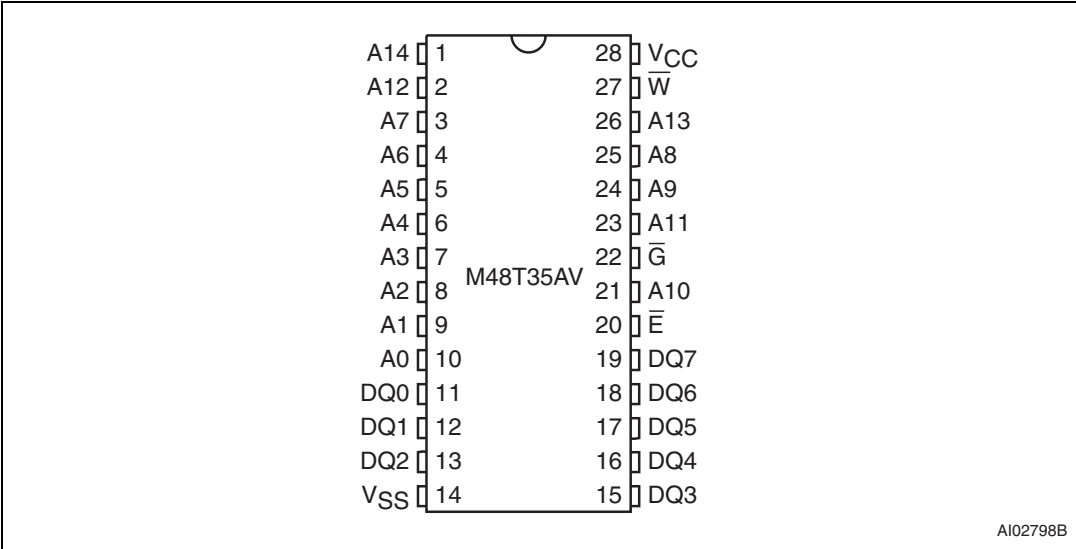 A14 1 28 VCC
A12 2 27 W̅
A7 3 26 A13
A6 4 25 A8
A5 5 24 A9
A4 6 23 A11
A3 7 22 G̅
M48T35AV
A2 8 21 A10
A1 9 20 E̅
A0 10 19 DQ7
DQ0 11 18 DQ6
DQ1 12 17 DQ5
DQ2 13 16 DQ4
VSS 14 15 DQ3
AI02798B